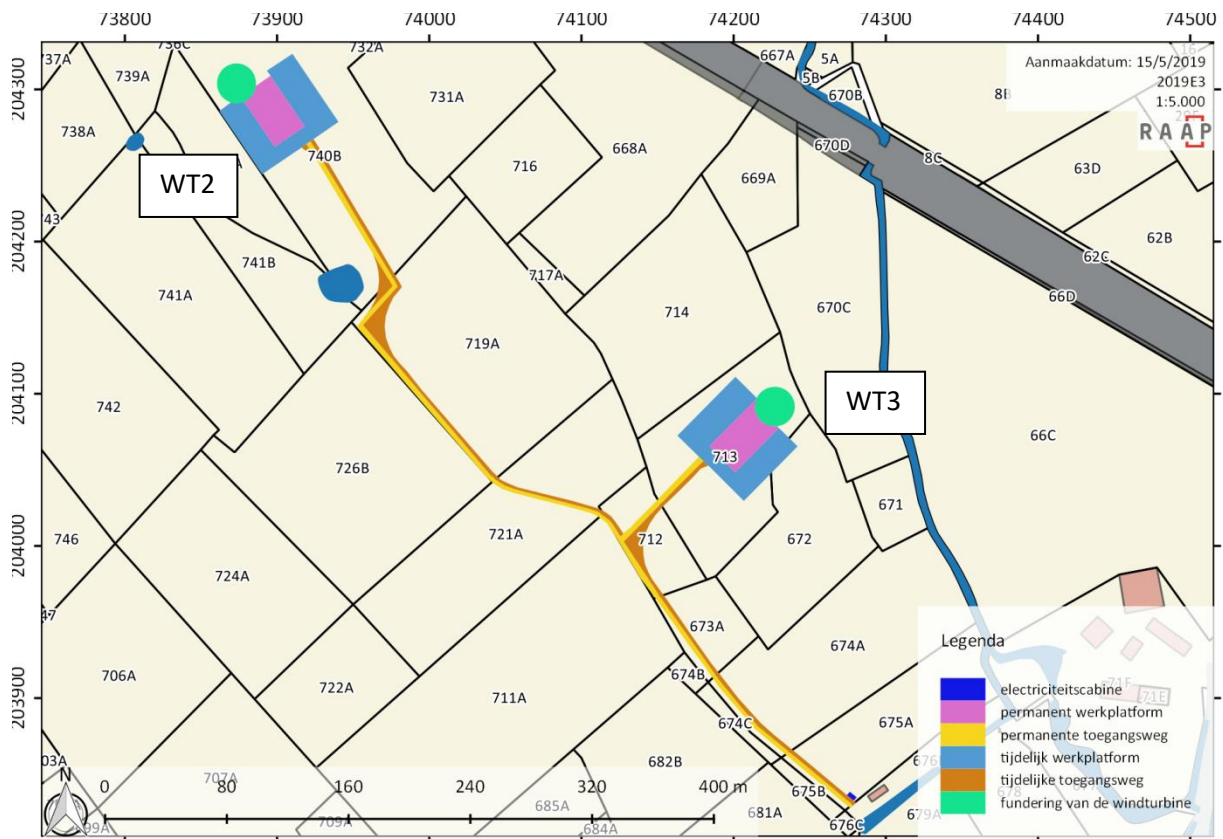 73800 73900 74000 74100 74200 74300 74400 74500
204300
204200
204100
204000
203900
737A
736C
732A
667A
5A
5B
670B
Aanmaakdatum: 15/5/2019
2019E3
1:5.000
RAAP
739A
738A
731A
8B
16
740B
716
668A
670D
8C
63D
669A
WT2
743
741B
741A
717A
62B
62C
66D
714
670C
719A
742
WT3
66C
713
726B
671
746
721A
712
672
724A
673A
674A
706A
722A
711A
674B
674C
675A
71F
71E
682B
707A
675B
685A
681A
676C
679A
678
709A
684A
N
0 80 160 240 320 400 m
Legenda
electriciteitscabine
permanent werkplatform
permanente toegangsweg
tijdelijk werkplatform
tijdelijke toegangsweg
fundering van de windturbine